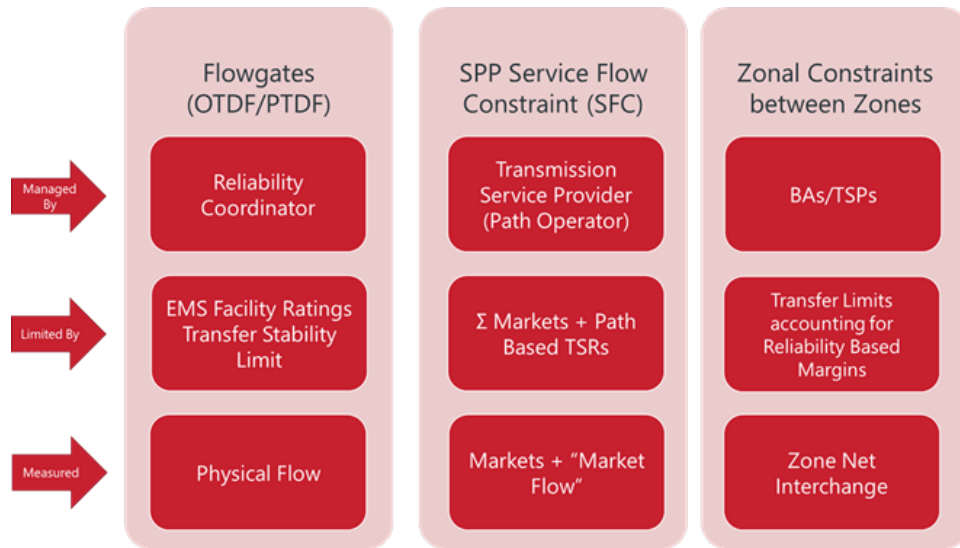 Flowgates
(OTDF/PTDF)
SPP Service Flow
Constraint (SFC)
Zonal Constraints
between Zones
Managed
By
Reliability
Coordinator
Transmission
Service Provider
(Path Operator)
BAs/TSPs
Limited By
EMS Facility Ratings
Transfer Stability
Limit
Σ Markets + Path
Based TSRs
Transfer Limits
accounting for
Reliability Based
Margins
Measured
Physical Flow
Markets + “Market
Flow”
Zone Net
Interchange